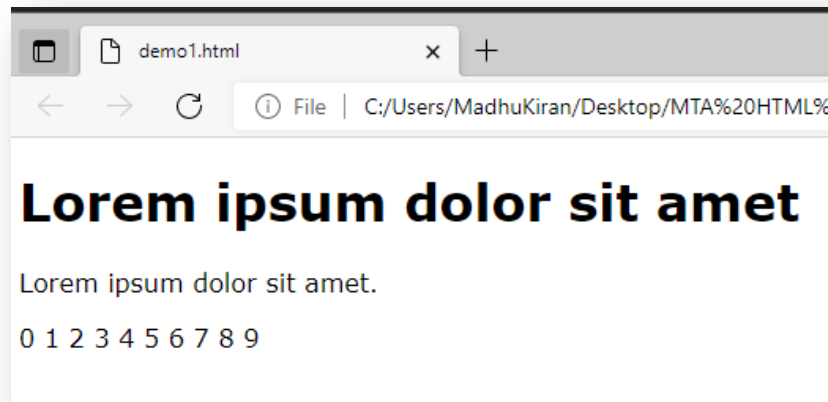 demo1.html
File C:/Users/MadhuKiran/Desktop/MTA%20HTML%
Lorem ipsum dolor sit amet
Lorem ipsum dolor sit amet.
0 1 2 3 4 5 6 7 8 9